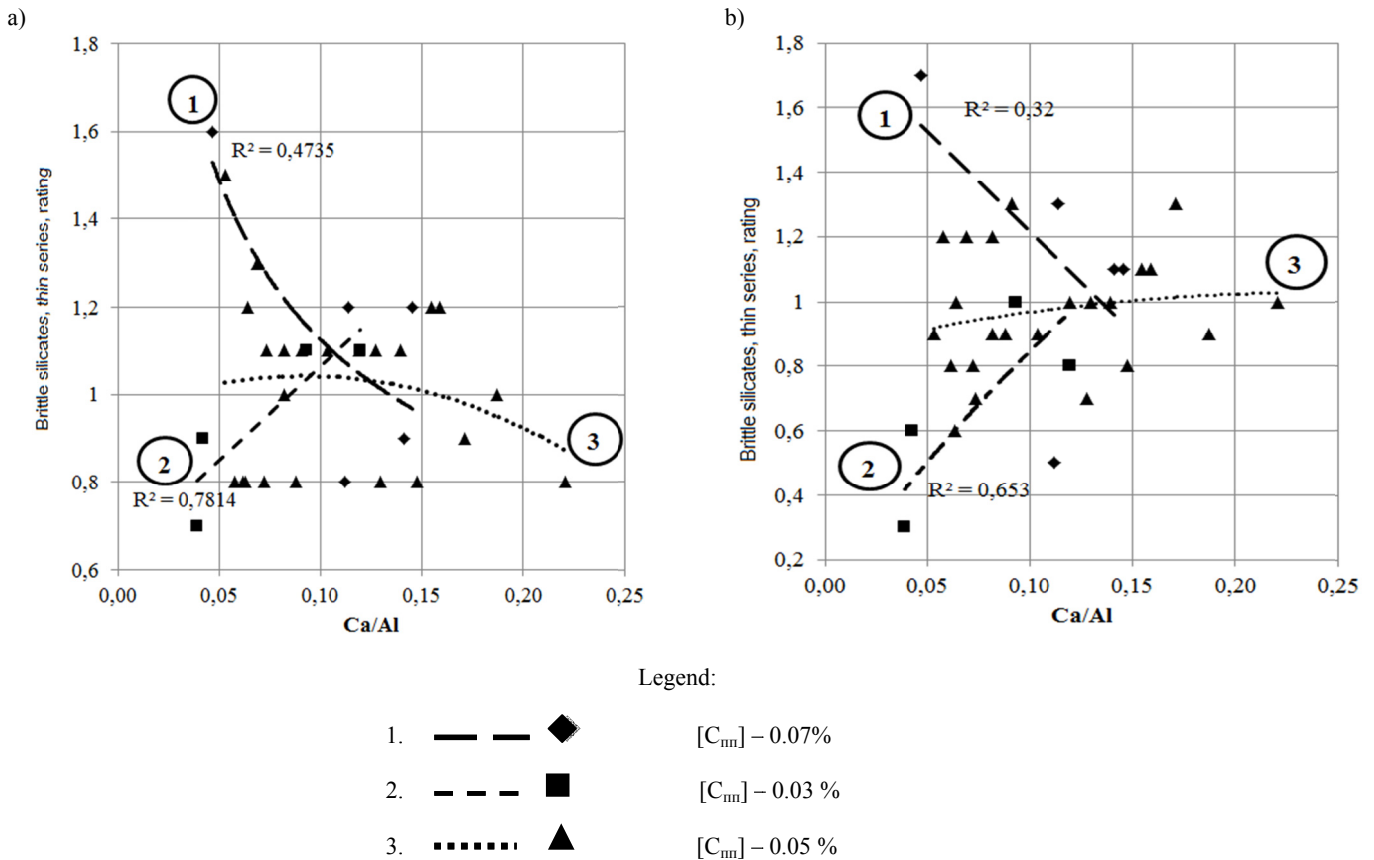 a)
b)
1,8
1,6
1,4
1,2
1
0,8
0,6
Brittle silicates, thin series, rating
1
R² = 0,4735
2
R² = 0,7814
3
0,00 0,05 0,10 0,15 0,20 0,25
Ca/Al
1,8
1,6
1,4
1,2
1
0,8
0,6
0,4
0,2
Brittle silicates, thin series, rating
1
R² = 0,32
3
2
R² = 0,653
0,00 0,05 0,10 0,15 0,20 0,25
Ca/Al
Legend:
1. [Cпп] – 0.07%
2. [Cпп] – 0.03 %
3. [Cпп] – 0.05 %